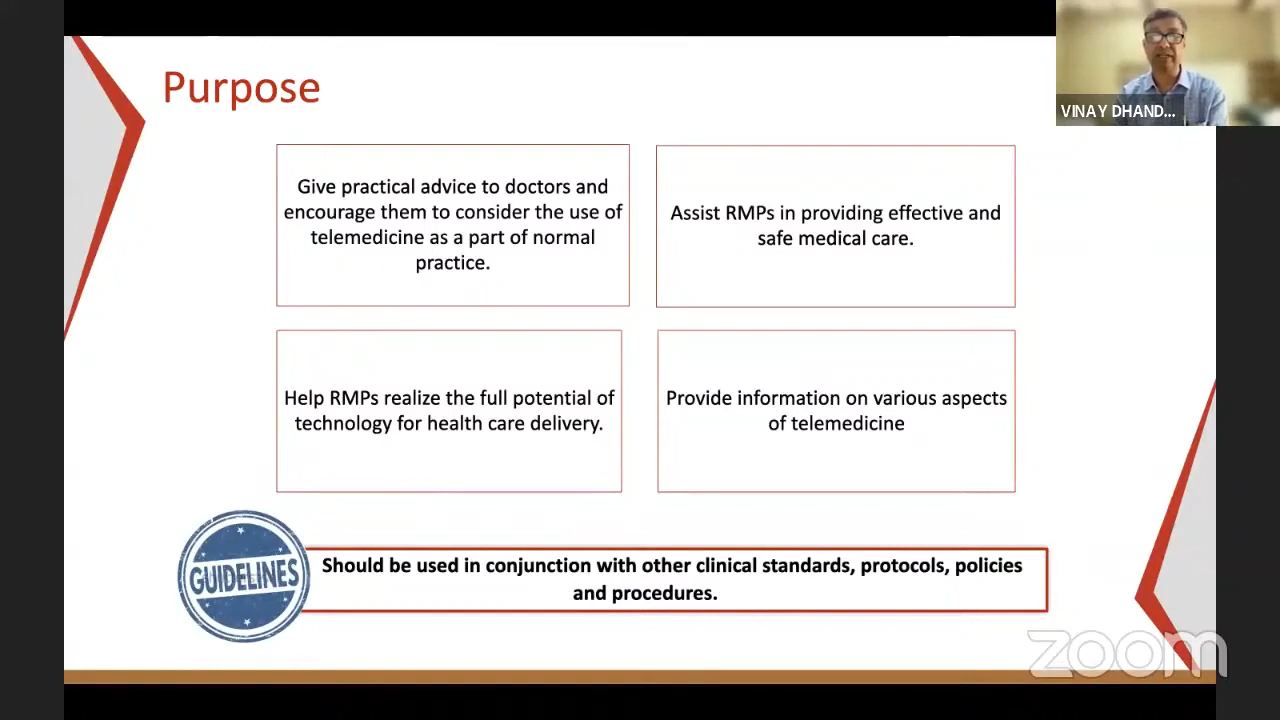 Purpose
VINAY DHAND...
Give practical advice to doctors and
encourage them to consider the use of
telemedicine as a part of normal
practice.
Assist RMPs in providing effective and
safe medical care.
Help RMPs realize the full potential of
technology for health care delivery.
Provide information on various aspects
of telemedicine
GUIDELINES
Should be used in conjunction with other clinical standards, protocols, policies
and procedures.
zoom